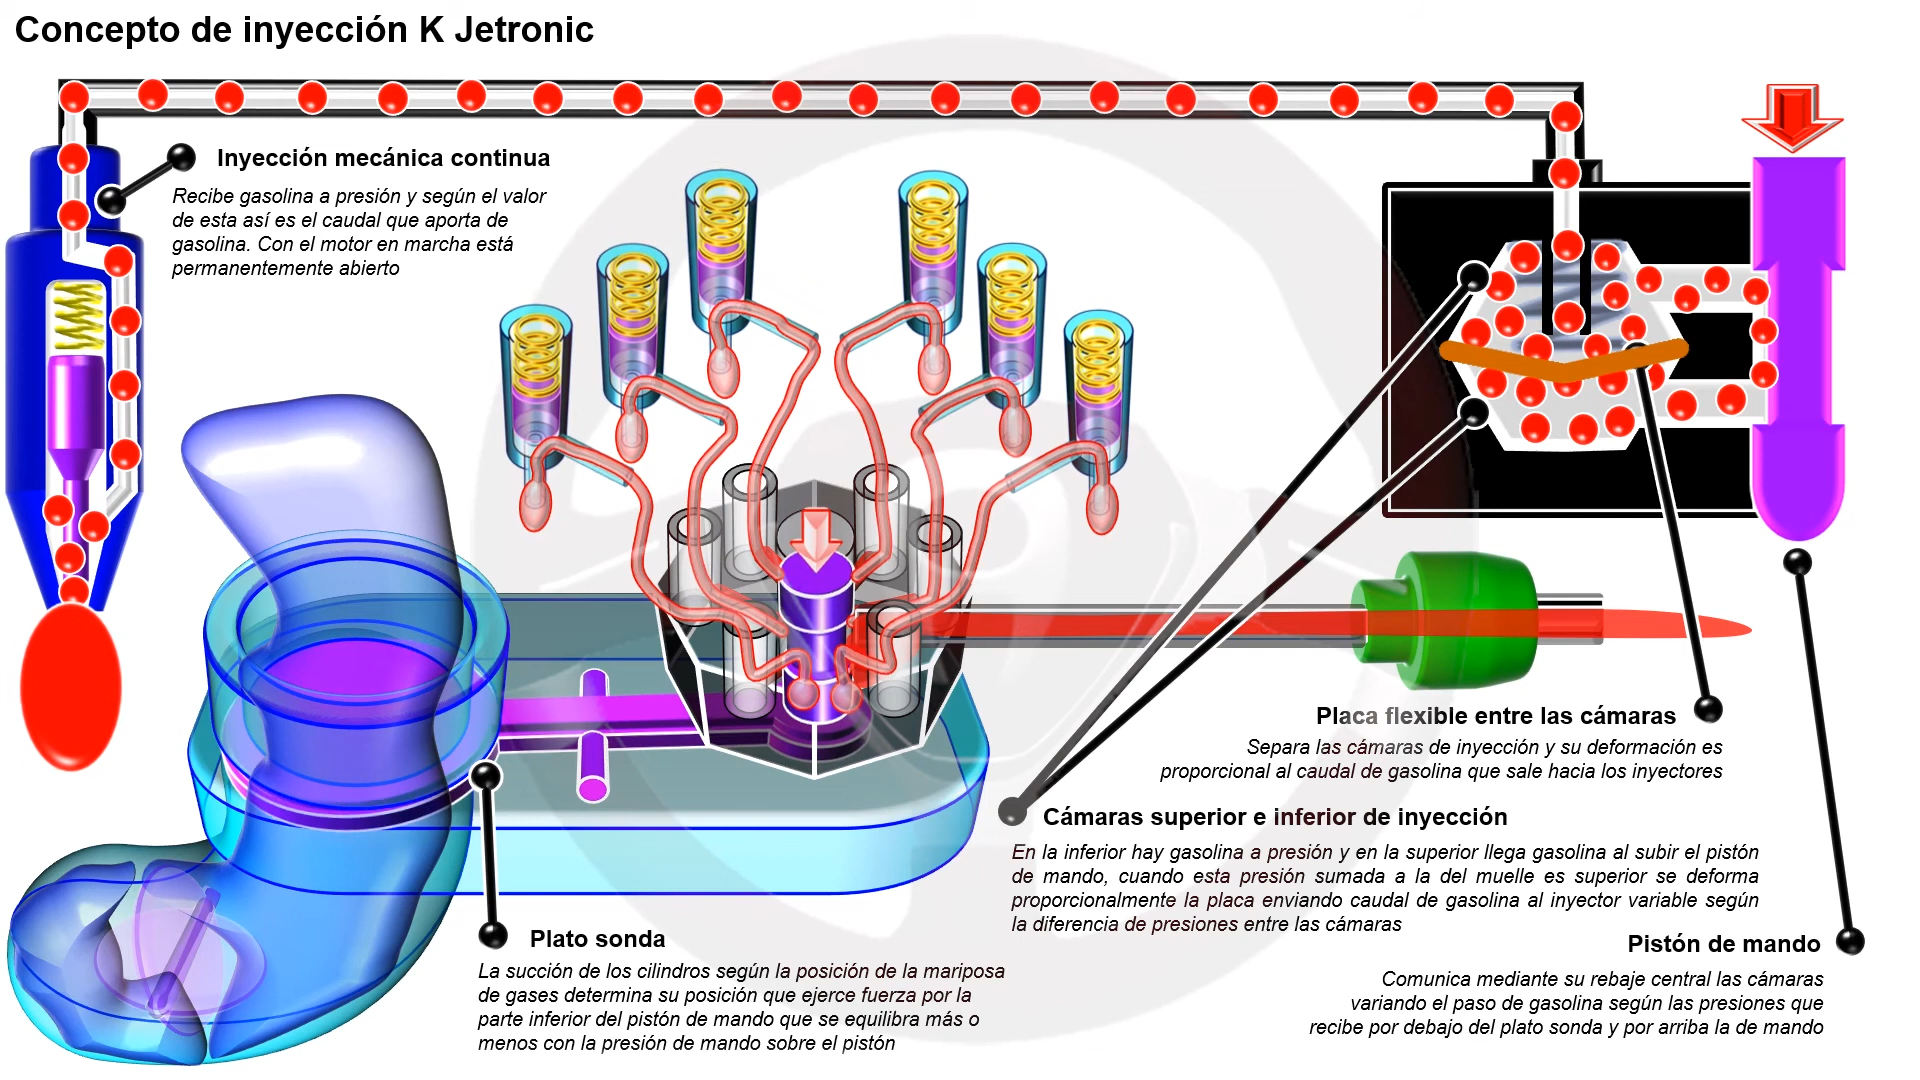 Concepto de inyección K Jetronic
Inyección mecánica continua
Recibe gasolina a presión y según el valor
de esta así es el caudal que aporta de
gasolina. Con el motor en marcha está
permanentemente abierto
Placa flexible entre las cámaras
Separa las cámaras de inyección y su deformación es
proporcional al caudal de gasolina que sale hacia los inyectores
Cámaras superior e inferior de inyección
En la inferior hay gasolina a presión y en la superior llega gasolina al subir el pistón
de mando, cuando esta presión sumada a la del muelle es superior se deforma
proporcionalmente la placa enviando caudal de gasolina al inyector variable según
la diferencia de presiones entre las cámaras
Plato sonda
La succión de los cilindros según la posición de la mariposa
de gases determina su posición que ejerce fuerza por la
parte inferior del pistón de mando que se equilibra más o
menos con la presión de mando sobre el pistón
Pistón de mando
Comunica mediante su rebaje central las cámaras
variando el paso de gasolina según las presiones que
recibe por debajo del plato sonda y por arriba la de mando